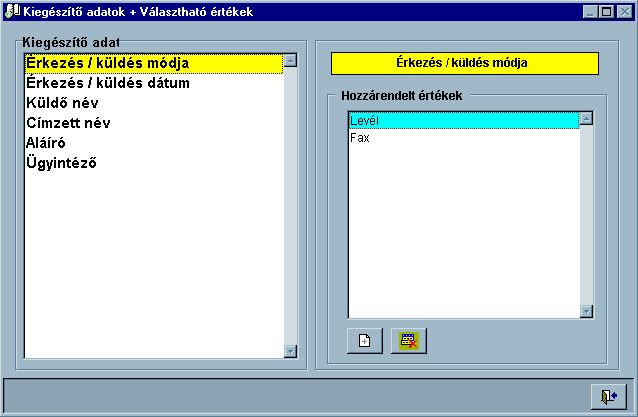 Kiegészítő adatok + Választható értékek
Kiegészítő adat
Érkezés / küldés módja
Érkezés / küldés dátum
Küldő név
Címzett név
Aláíró
Ügyintéző
Érkezés / küldés módja
Hozzárendelt értékek
Levél
Fax